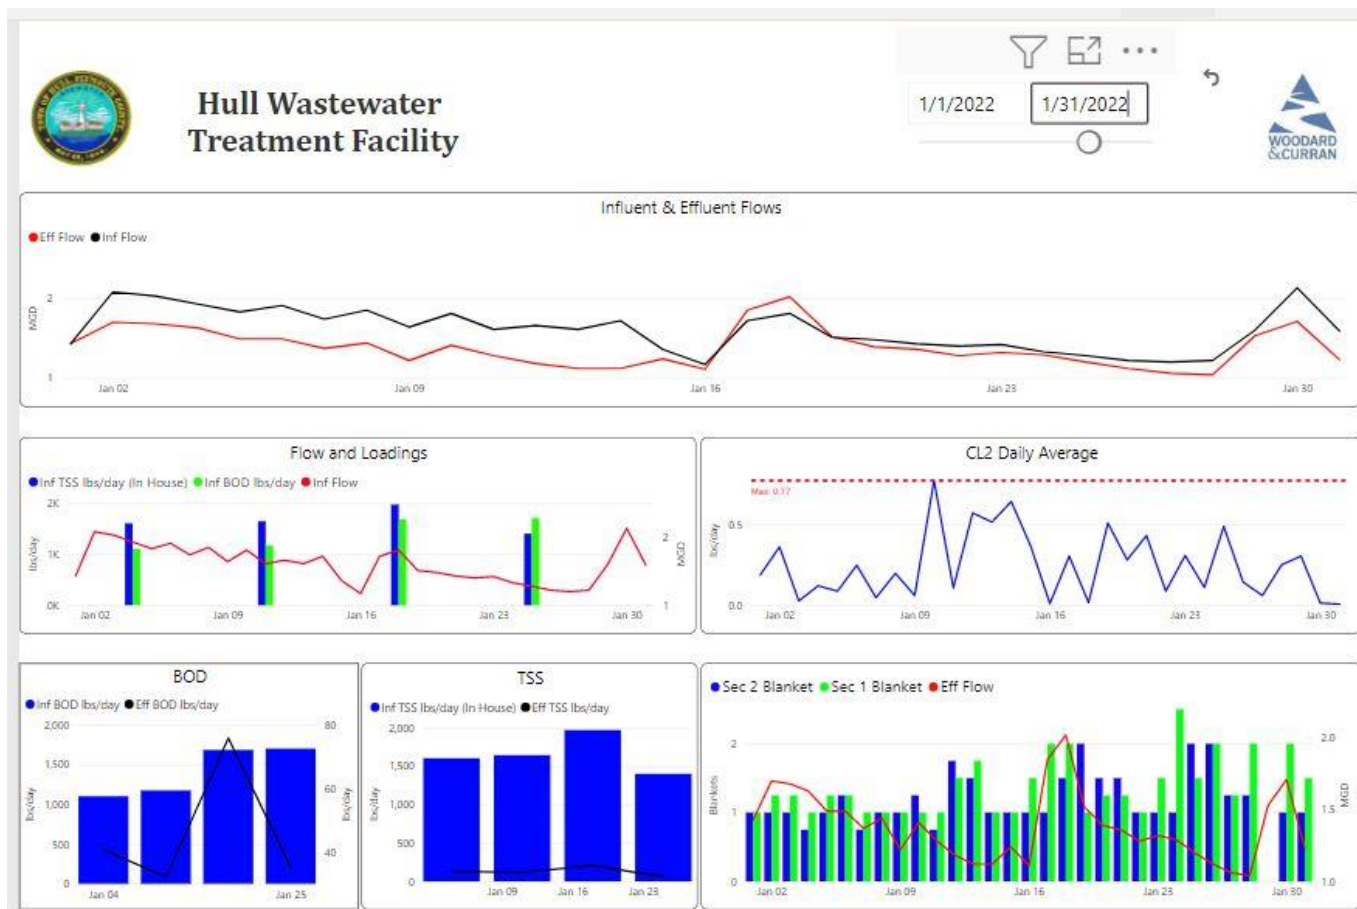 Hull Wastewater
Treatment Facility
1/1/2022
1/31/2022
WOODARD
&CURRAN
Influent & Effluent Flows
Eff Flow Inf Flow
MGD
2
1
Jan 02 Jan 09 Jan 16 Jan 23 Jan 30
Flow and Loadings
Inf TSS lbs/day (In House) Inf BOD lbs/day Inf Flow
lbs/day
2K
1K
0K
2
1
MGD
Jan 02 Jan 09 Jan 16 Jan 23 Jan 30
CL2 Daily Average
Max: 0.77
lbs/day
0.5
0.0
Jan 02 Jan 09 Jan 16 Jan 23 Jan 30
BOD
Inf BOD lbs/day Eff BOD lbs/day
lbs/day
2,000
1,500
1,000
500
0
80
60
40
lbs/day
Jan 04 Jan 25
TSS
Inf TSS lbs/day (In House) Eff TSS lbs/day
lbs/day
2,000
1,500
1,000
500
0
Jan 09 Jan 16 Jan 23
Sec 2 Blanket Sec 1 Blanket Eff Flow
Blankets
2
1
0
2.0
1.5
1.0
MGD
Jan 02 Jan 09 Jan 16 Jan 23 Jan 30